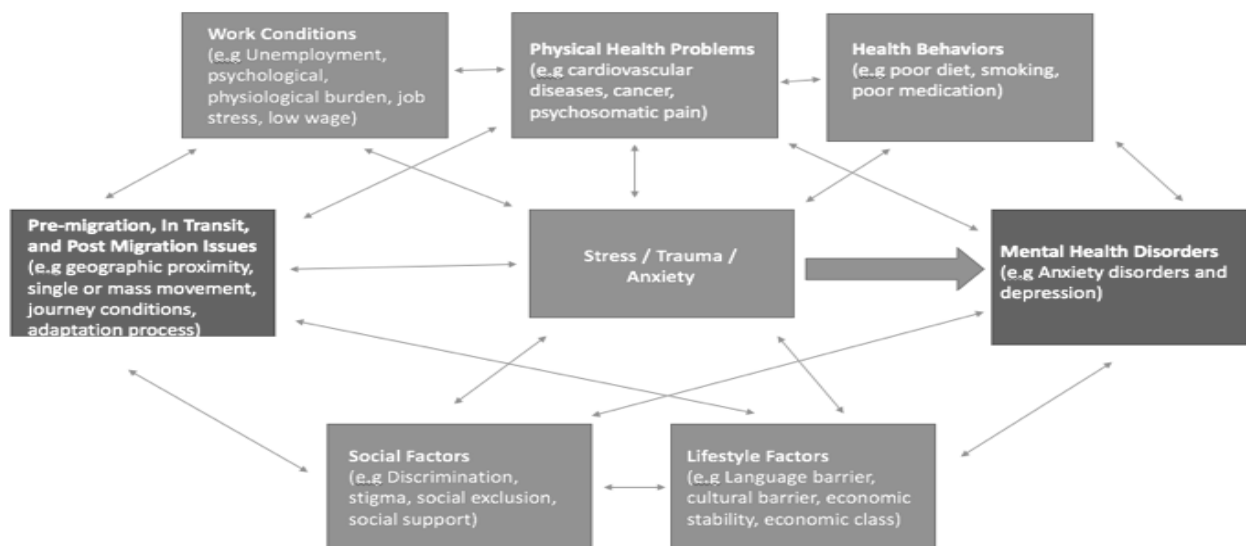 Work Conditions
(e.g Unemployment,
psychological,
physiological burden, job
stress, low wage)
Physical Health Problems
(e.g cardiovascular
diseases, cancer,
psychosomatic pain)
Health Behaviors
(e.g poor diet, smoking,
poor medication)
Pre-migration, In Transit,
and Post Migration Issues
(e.g geographic proximity,
single or mass movement,
journey conditions,
adaptation process)
Stress / Trauma /
Anxiety
Mental Health Disorders
(e.g Anxiety disorders and
depression)
Social Factors
(e.g Discrimination,
stigma, social exclusion,
social support)
Lifestyle Factors
(e.g Language barrier,
cultural barrier, economic
stability, economic class)